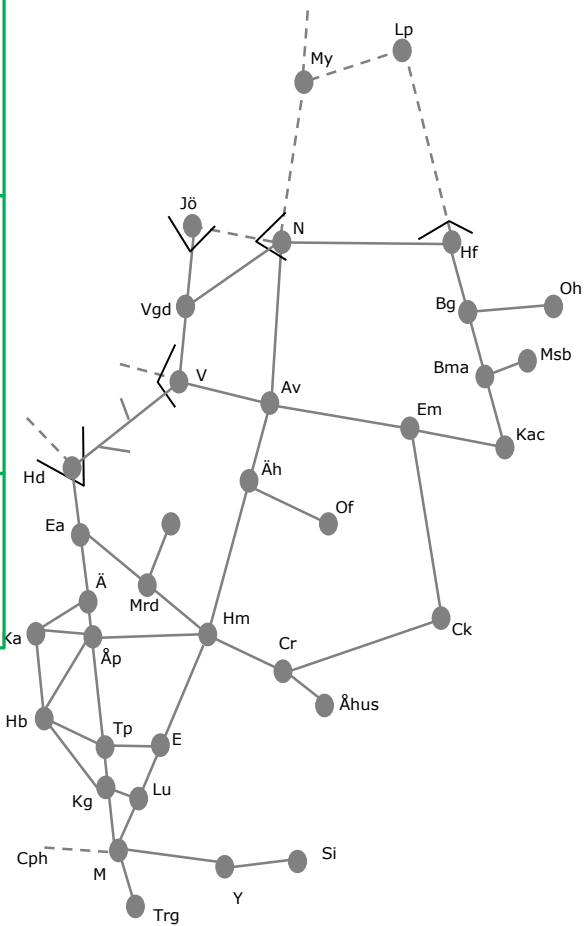 Lp
My
Jö
N
Hf
Oh
Bg
Vgd
Msb
Bma
V
Av
Em
Kac
Äh
Hd
Of
Ea
Ä
Mrd
Hm
Ck
Ka
Åp
Cr
Åhus
Hb
Tp
E
Lu
Kg
Si
Cph
M
Y
Trg